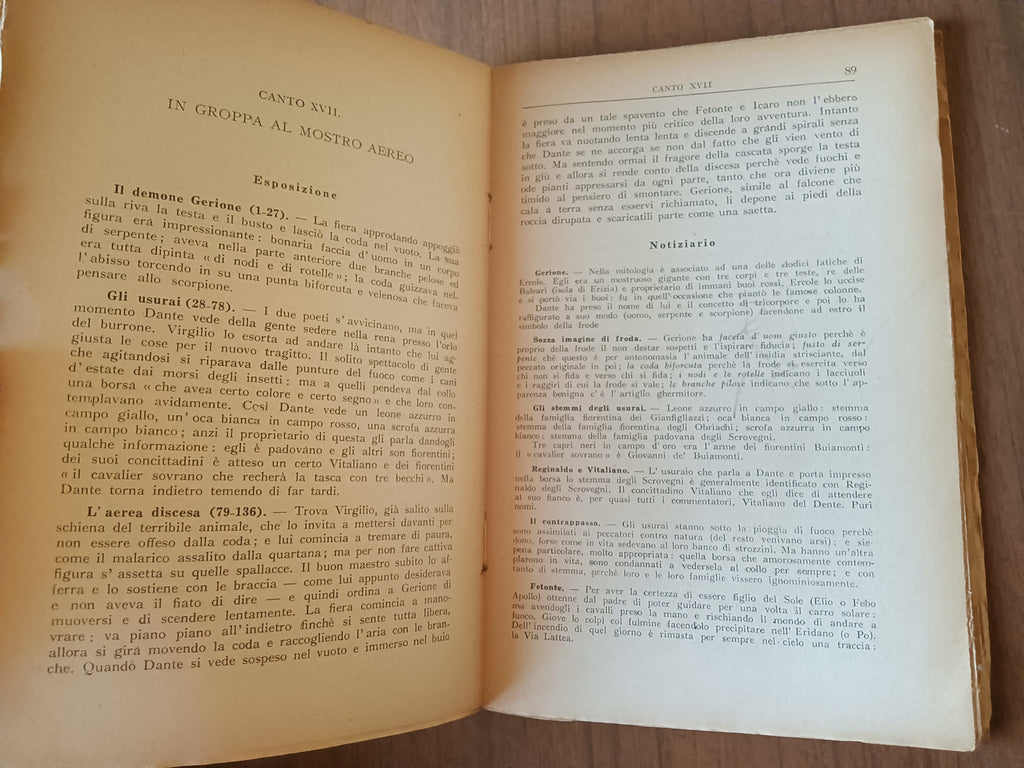 CANTO XVII.
IN GROPPA AL MOSTRO AEREO
Esposizione
Il demone Gerione (1-27). — La fiera approdando appoggiò
sulla riva la testa e il busto e lasciò la coda nel vuoto. La sua
figura era impressionante: bonaria faccia d'uomo in un corpo
di serpente; aveva nella parte anteriore due branche pelose ed
era tutta dipinta « di nodi e di rotelle »; la coda guizzava nel-
l'abisso torcendo in su una punta biforcuta e velenosa che faceva
pensare allo scorpione.
Gli usurai (28-78). — I due poeti s'avvicinano, ma in quel
momento Dante vede della gente sedere nella rena presso l'orlo
del burrone. Virgilio lo esorta ad andare là intanto che lui ag-
giusta le cose per il nuovo tragitto. Il solito spettacolo di gente
che agitandosi si riparava dalle punture del fuoco come i cani
d'estate dai morsi degli insetti: ma a quelli pendeva dal collo
una borsa « che avea certo colore e certo segno » e che loro con-
templavano avidamente. Così Dante vede un leone azzurro in
campo giallo, un'oca bianca in campo rosso, una scrofa azzurra
in campo bianco; anzi il proprietario di questa gli parla dandogli
qualche informazione: egli è padovano e gli altri son fiorentini;
dei suoi concittadini è atteso un certo Vitaliano e dei fiorentini
« il cavalier sovrano che recherà la tasca con tre becchi ». Ma
Dante torna indietro temendo di far tardi.
L'aerea discesa (79-136). — Trova Virgilio, già salito sulla
schiena del terribile animale, che lo invita a mettersi davanti per
non essere offeso dalla coda; e lui comincia a tremare di paura,
come il malarico assalito dalla quartana; ma per non fare cattiva
figura s'assetta su quelle spallacce. Il buon maestro subito lo af-
ferra e lo sostiene con le braccia — come lui appunto desiderava
e non aveva il fiato di dire — e quindi ordina a Gerione di
muoversi e di scendere lentamente. La fiera comincia a mano-
vrare: va piano piano all'indietro finchè si sente tutta libera,
allora si gira movendo la coda e raccogliendo l'aria con le bran-
che. Quando Dante si vede sospeso nel vuoto e immerso nel buio
CANTO XVII
89
è preso da un tale spavento che Fetonte e Icaro non l'ebbero
maggiore nel momento più critico della loro avventura. Intanto
la fiera va nuotando lenta lenta e discende a grandi spirali senza
che Dante se ne accorga se non dal fatto che gli vien vento di
sotto. Ma sentendo ormai il fragore della cascata sporge la testa
in giù e allora si rende conto della discesa perchè vede fuochi e
ode pianti appressarsi da ogni parte, tanto che ora diviene più
timido al pensiero di smontare. Gerione, simile al falcone che
cala a terra senza esservi richiamato, li depone ai piedi della
roccia dirupata e scaricatili parte come una saetta.
Notiziario
Gerione. — Nella mitologia è associato ad una delle dodici fatiche di
Ercole. Egli era un mostruoso gigante con tre corpi e tre teste, re delle
Baleari (isola di Erizia) e proprietario di immani buoi rossi. Ercole lo uccise
e si portò via i buoi: fu in quell'occasione che piantò le famose colonne.
Dante ha preso il nome di lui e il concetto di tricorpore e poi lo ha
raffigurato a suo modo (uomo, serpente e scorpione) facendone ad estro il
simbolo della frode
Sozza imagine di froda. — Gerione ha faccia d'uom giusto perchè è
proprio della frode il non destar sospetti e l'ispirare fiducia; fusto di ser-
pente chè questo è per antonomasia l'animale dell'insidia strisciante, dal
peccato originale in poi; la coda biforcuta perchè la frode si esercita verso
chi non si fida e verso chi si fida; i nodi e le rotelle indicano i lacciuoli
e i raggiri di cui la frode si vale; le branche pilose indicano che sotto l'ap-
parenza benigna c'è l'artiglio ghermitore.
Gli stemmi degli usurai. — Leone azzurro in campo giallo: stemma
della famiglia fiorentina dei Gianfigliazzi; oca bianca in campo rosso:
stemma della famiglia fiorentina degli Obriachi; scrofa azzurra in campo
bianco: stemma della famiglia padovana degli Scrovegni.
Tre capri neri in campo d'oro era l'arme dei fiorentini Buiamonti:
il « cavalier sovrano » è Giovanni de' Buiamonti.
Reginaldo e Vitaliano. — L'usuraio che parla a Dante e porta impresso
nella borsa lo stemma degli Scrovegni è generalmente identificato con Regi-
naldo degli Scrovegni. Il concittadino Vitaliano che egli dice di attendere
al suo fianco è, per quasi tutti i commentatori, Vitaliano del Dente. Puri
nomi.
Il contrappasso. — Gli usurai stanno sotto la pioggia di fuoco perchè
sono assimilati ai peccatori contro natura (del resto venivano arsi): e sie-
dono, forse come in vita sedevano al loro banco di strozzini. Ma hanno un'altra
pena particolare, molto appropriata: quella borsa che amorosamente contem-
plarono in vita, sono condannati a vedersela al collo per sempre; e con
tanto di stemma, perchè loro e le loro famiglie vissero ignominiosamente.
Fetonte. — Per aver la certezza di essere figlio del Sole (Elio o Febo
Apollo) ottenne dal padre di poter guidare per una volta il carro solare:
ma avendogli i cavalli preso la mano e rischiando il mondo di andare a
fuoco, Giove lo colpì col fulmine facendolo precipitare nell'Eridano (o Po).
Dell'incendio di quel giorno è rimasta per sempre nel cielo una traccia:
la Via Lattea.